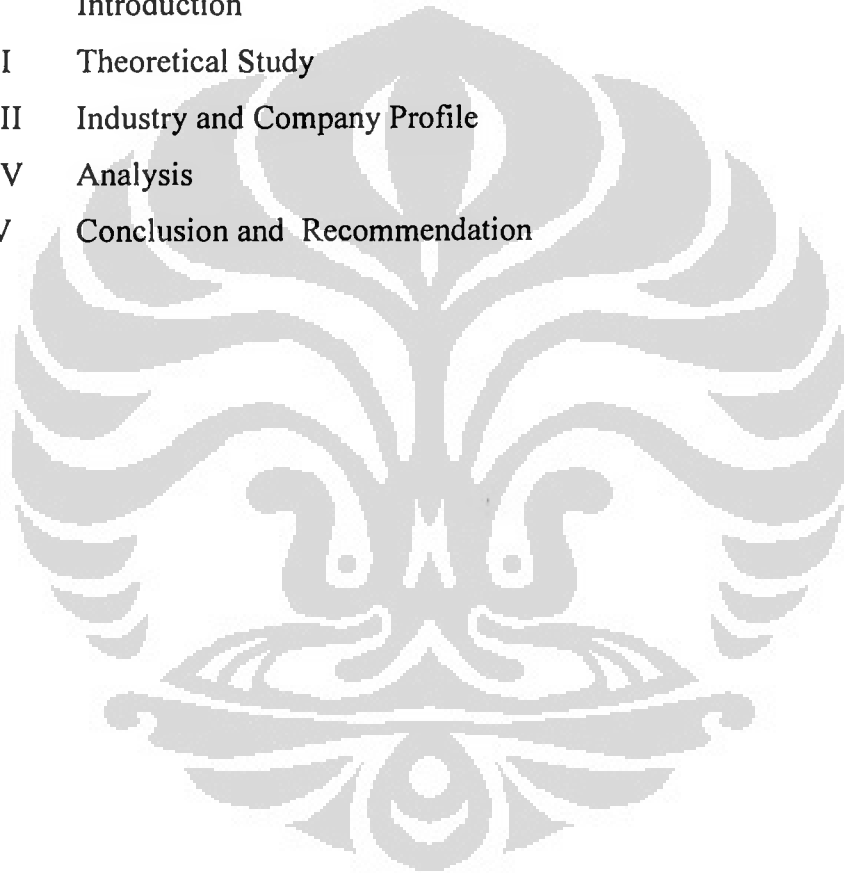 Introduction
I Theoretical Study
II Industry and Company Profile
V Analysis
V Conclusion and Recommendation